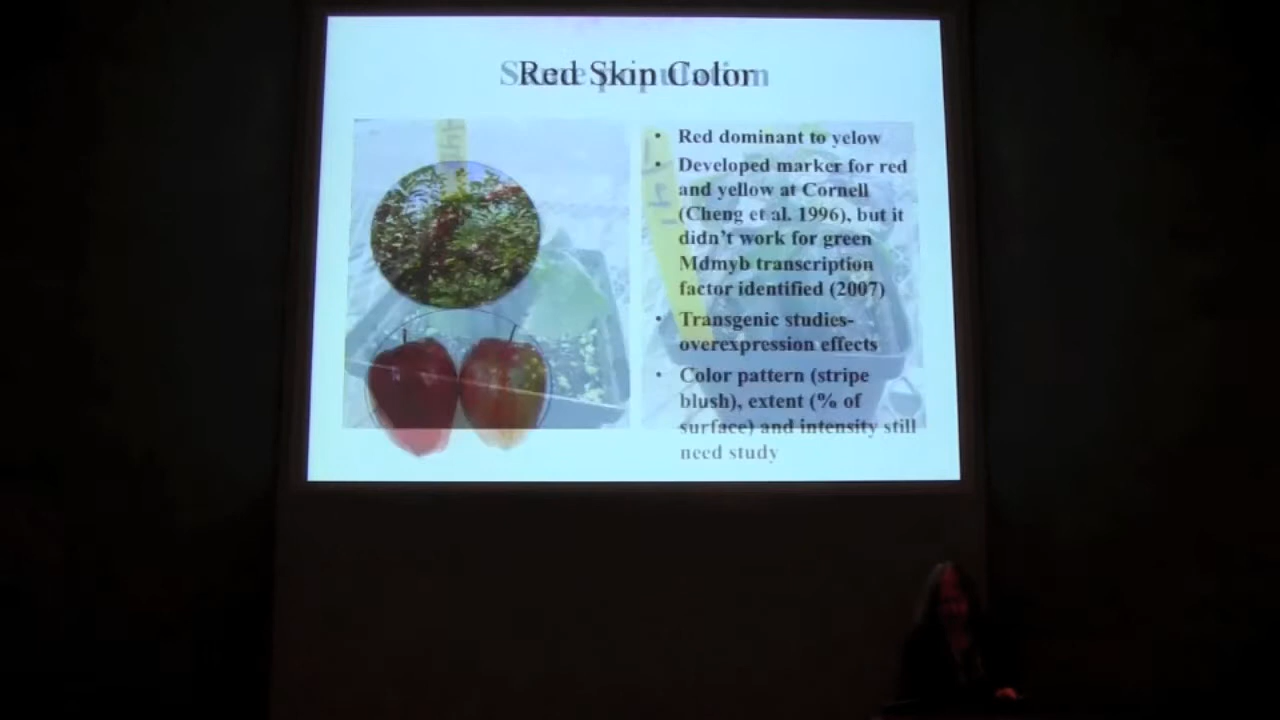 Red Skin Color
• Red dominant to yelow
• Developed marker for red
and yellow at Cornell
(Cheng et al. 1996), but it
didn't work for green
Mdmyb transcription
factor identified (2007)
• Transgenic studies-
overexpression effects
• Color pattern (stripe
blush), extent (% of
surface) and intensity still
need study